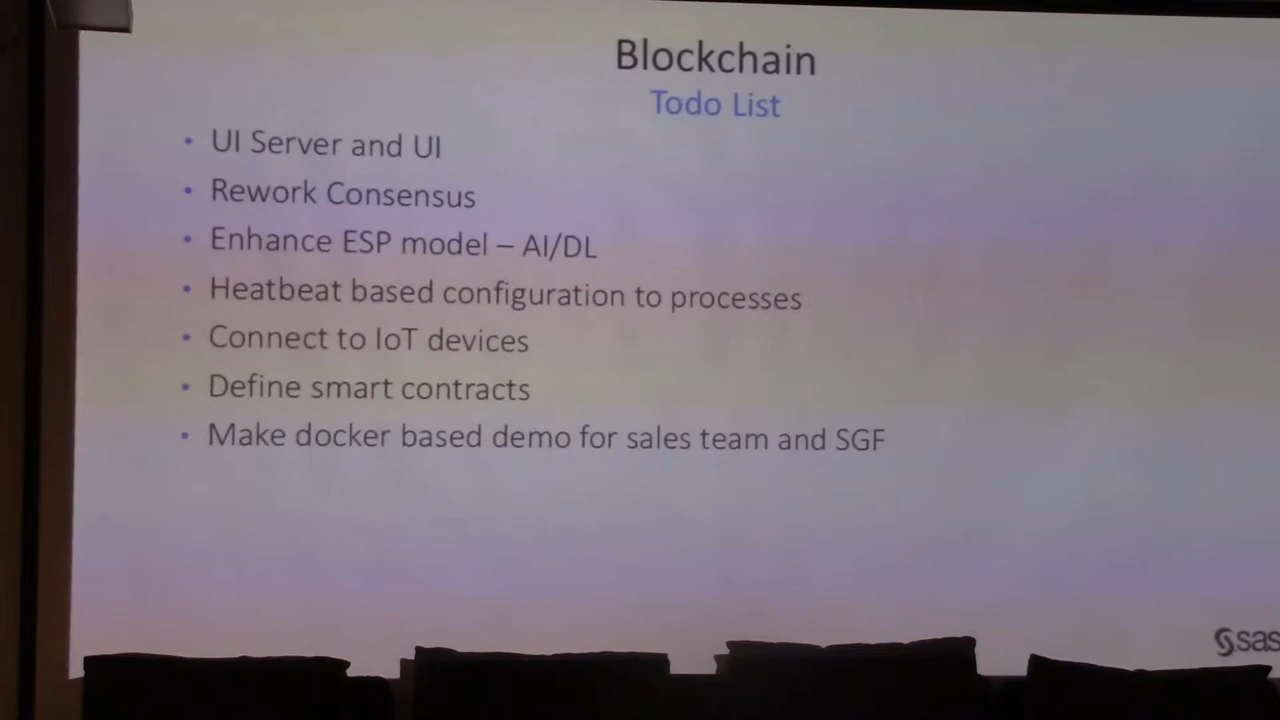 Blockchain
Todo List
• UI Server and UI
• Rework Consensus
• Enhance ESP model – AI/DL
• Heatbeat based configuration to processes
• Connect to IoT devices
• Define smart contracts
• Make docker based demo for sales team and SGF
sas